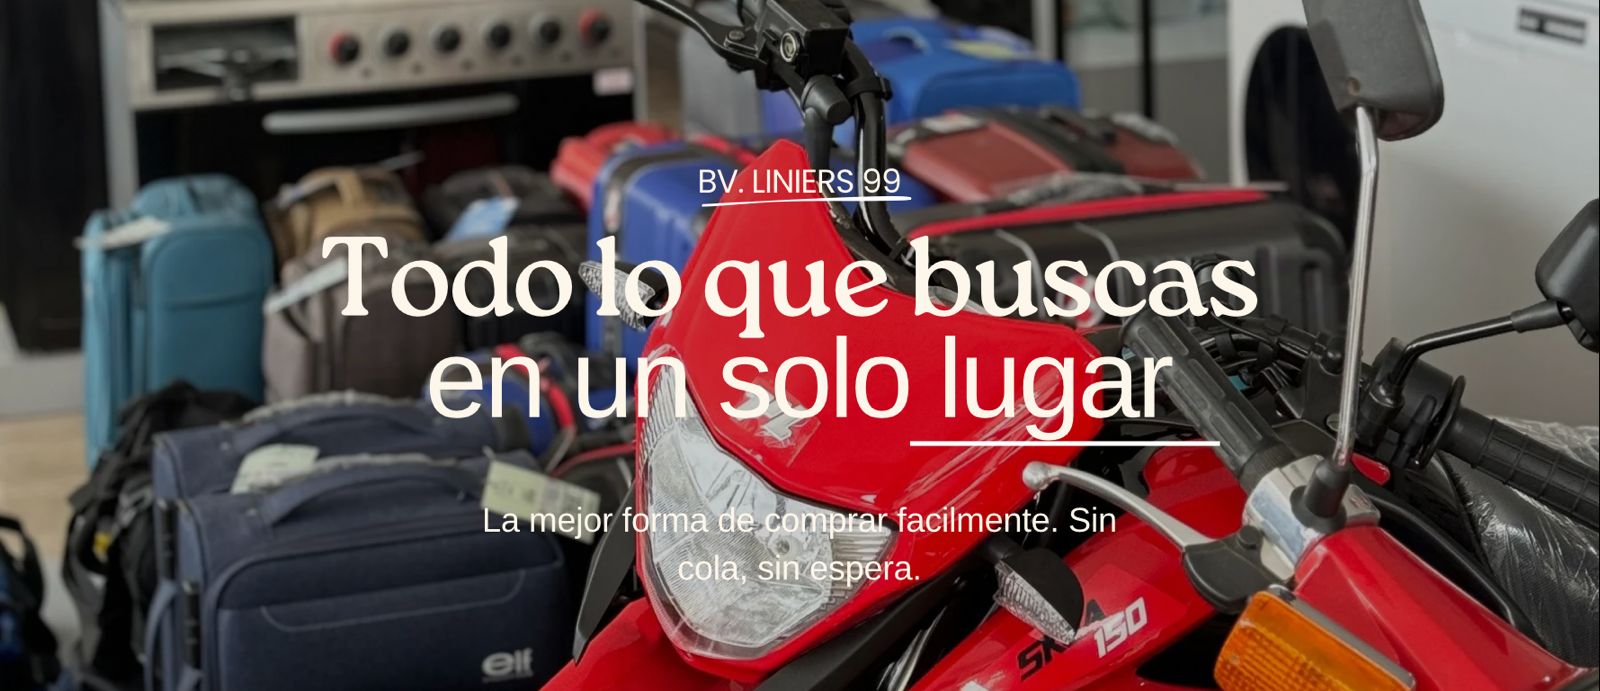 BV. LINIERS 99
Todo lo que buscas
en un solo lugar
La mejor forma de comprar facilmente. Sin
cola, sin espera.
SKUA
150
elf